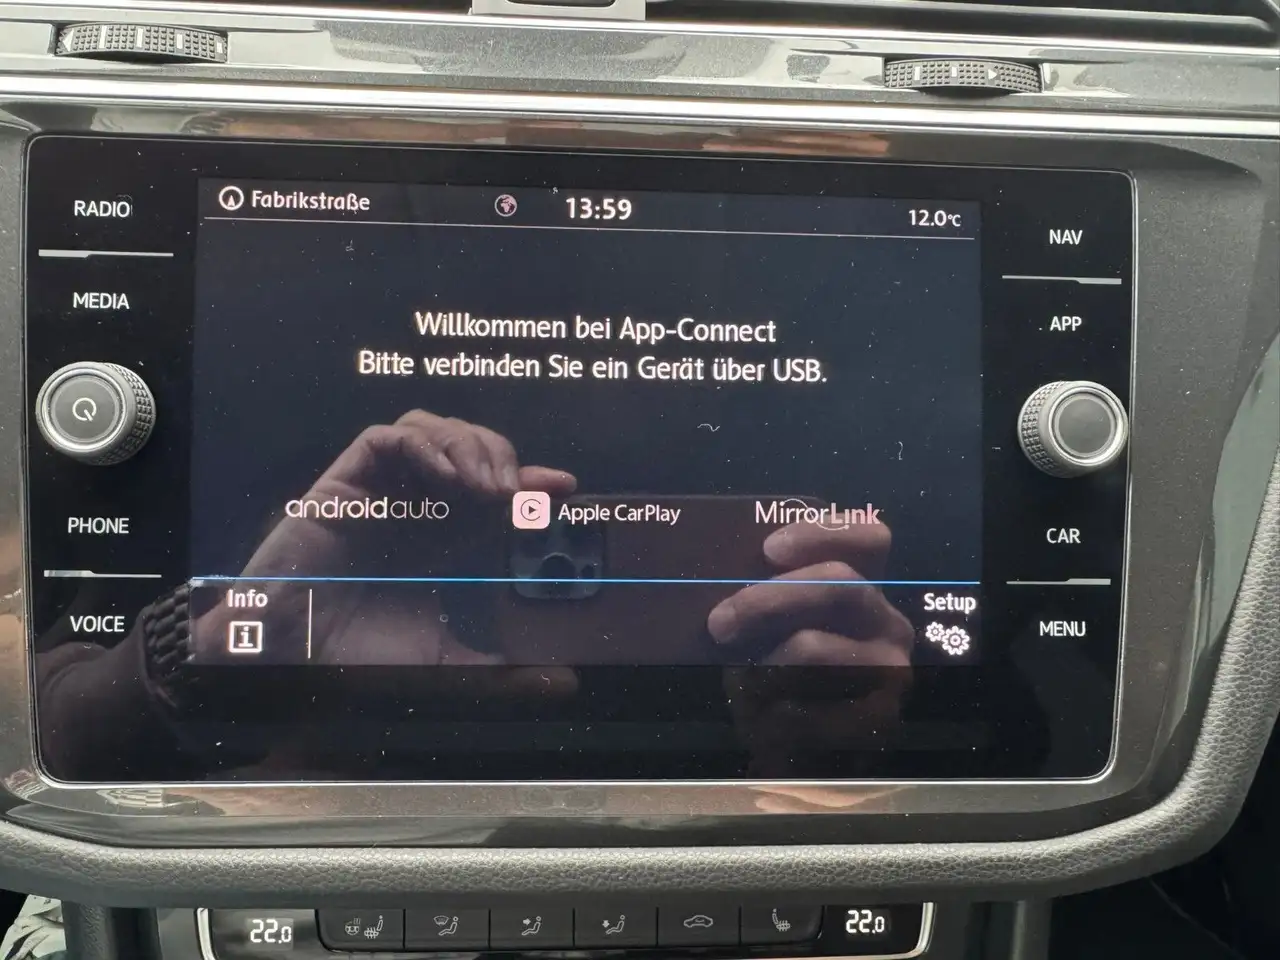 Fabrikstraße 13:59 12.0°C
RADIO
MEDIA
PHONE
VOICE
Willkommen bei App-Connect
Bitte verbinden Sie ein Gerät über USB.
androidauto Apple CarPlay MirrorLink
Info Setup
NAV
APP
CAR
MENU
22.0 22.0